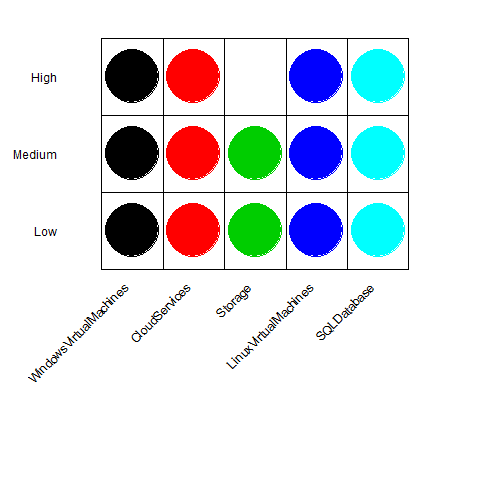 High
Medium
Low
WindowsVirtualMachines
CloudServices
Storage
LinuxVirtualMachines
SQLDatabase